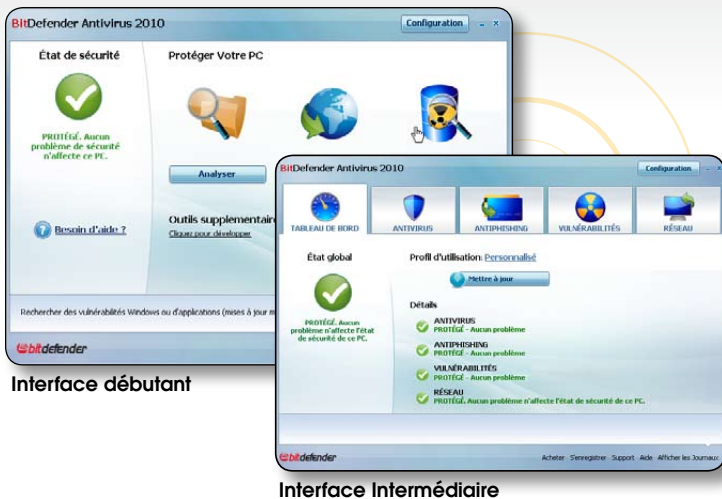 BitDefender Antivirus 2010
Configuration
État de sécurité
Protéger Votre PC
PROTÉGÉ. Aucun
problème de sécurité
n'affecte ce PC.
Analyser
Besoin d'aide ?
Outils supplementair
Cliquez pour développer
Rechercher des vulnérabilités Windows ou d'applications (mises à jour m
bitdefender
Interface débutant
BitDefender Antivirus 2010
Configuration
TABLEAU DE BORD
ANTIVIRUS
ANTIPHISHING
VULNÉRABILITÉS
RÉSEAU
État global
Profil d'utilisation: Personnalisé
Mettre à jour
PROTÉGÉ. Aucun
problème n'affecte l'état
de sécurité de ce PC.
Détails
ANTIVIRUS
PROTÉGÉ - Aucun problème
ANTIPHISHING
PROTÉGÉ - Aucun problème
VULNÉRABILITÉS
PROTÉGÉ - Aucun problème
RÉSEAU
PROTÉGÉ. Aucun problème n'affecte l'état de sécurité de ce PC.
bitdefender
Acheter S'enregistrer Support Aide Afficher les Journaux
Interface Intermédiaire